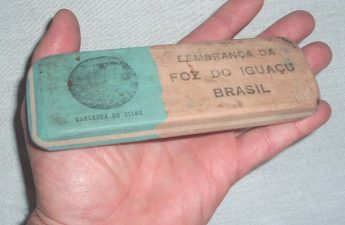 LEMBRANÇA DA
FOZ DO IGUAÇU
BRASIL
GARGANTA DO DIABO